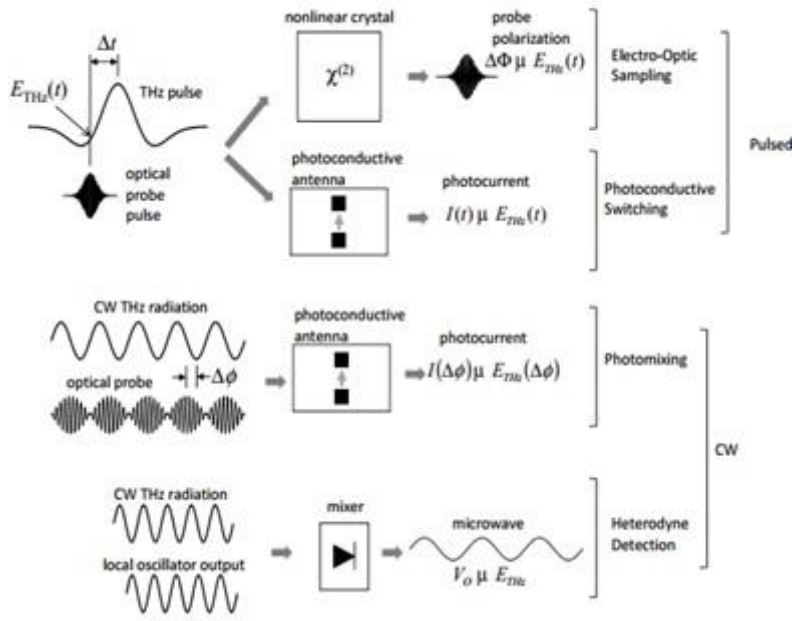 Δt
E_THz(t)
THz pulse
optical
probe
pulse
nonlinear crystal
χ⁽²⁾
probe
polarization
ΔΦ μ E_THz(t)
Electro-Optic
Sampling
photoconductive
antenna
photocurrent
I(t) μ E_THz(t)
Photoconductive
Switching
Pulsed
CW THz radiation
optical probe
Δϕ
photoconductive
antenna
photocurrent
I(Δϕ) μ E_THz(Δϕ)
Photomixing
CW THz radiation
local oscillator output
mixer
microwave
V_O μ E_THz
Heterodyne
Detection
CW